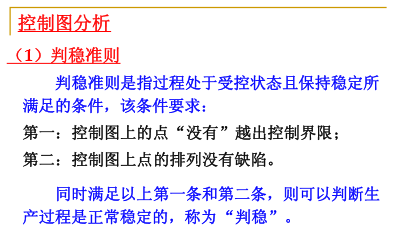 控制图分析
（1）判稳准则
判稳准则是指过程处于受控状态且保持稳定所
满足的条件，该条件要求：
第一：控制图上的点“没有”越出控制界限；
第二：控制图上点的排列没有缺陷。
同时满足以上第一条和第二条，则可以判断生
产过程是正常稳定的，称为“判稳”。